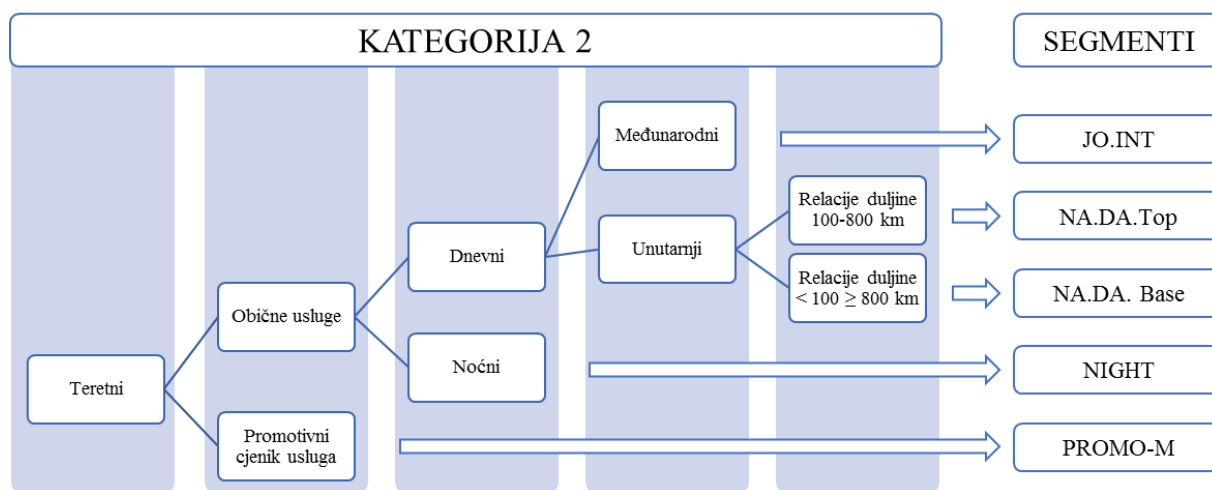 KATEGORIJA 2
SEGMENTI
Međunarodni
JO.INT
Relacije duljine
100-800 km
NA.DA.Top
Dnevni
Unutarnji
Relacije duljine
< 100 ≥ 800 km
NA.DA. Base
Obične usluge
Noćni
NIGHT
Teretni
Promotivni
cjenik usluga
PROMO-M